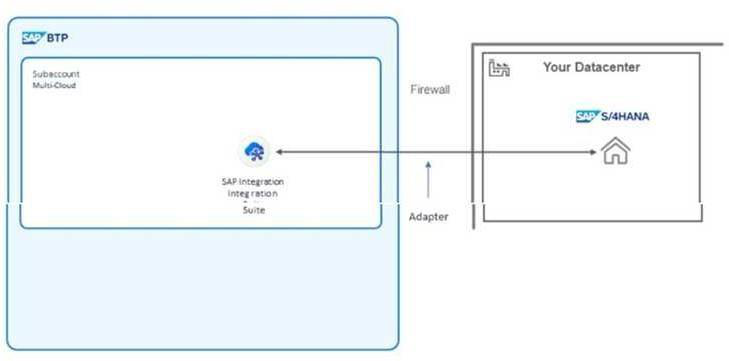 SAP BTP
Subaccount
Multi-Cloud
SAP Integration
Integration
Suite
Firewall
Adapter
Your Datacenter
SAP S/4HANA